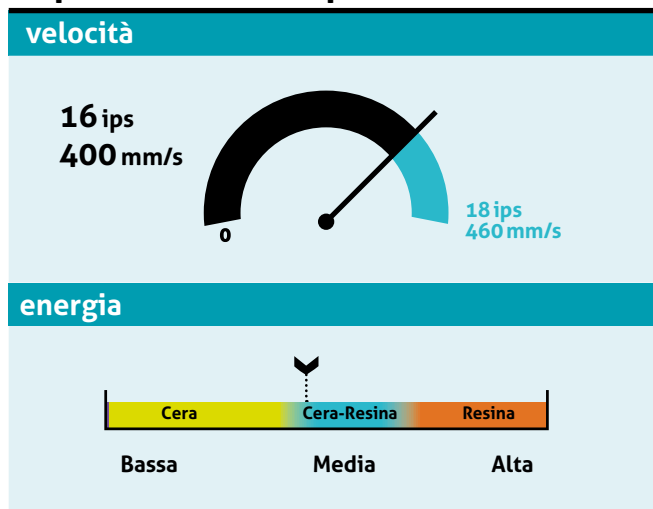 velocità
16 ips
400 mm/s
0
18 ips
460 mm/s
energia
Cera Cera-Resina Resina
Bassa Media Alta